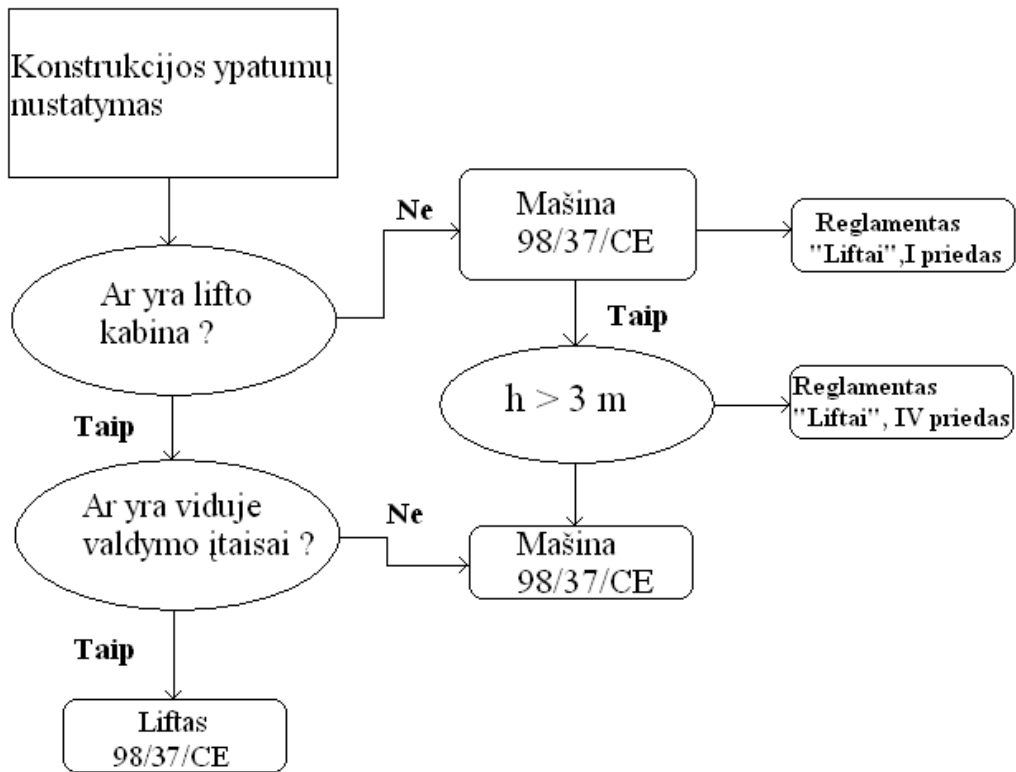 Konstrukcijos ypatumų
nustatymas
Ne
Mašina
98/37/CE
Reglamentas
"Liftai",I priedas
Ar yra lifto
kabina ?
Taip
h > 3 m
Reglamentas
"Liftai", IV priedas
Taip
Ar yra viduje
valdymo įtaisai ?
Ne
Mašina
98/37/CE
Taip
Liftas
98/37/CE